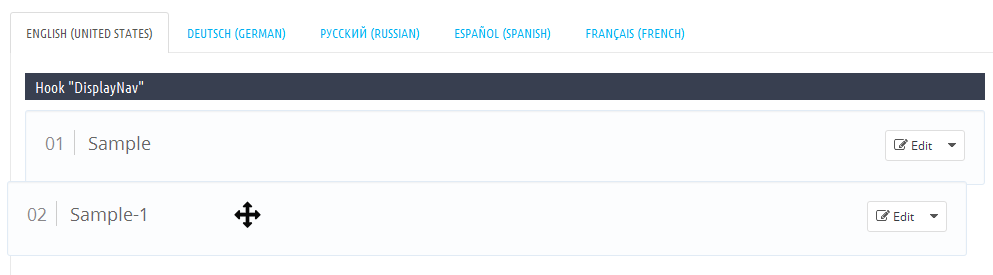 ENGLISH (UNITED STATES) DEUTSCH (GERMAN) РУССКИЙ (RUSSIAN) ESPAÑOL (SPANISH) FRANÇAIS (FRENCH)
Hook "DisplayNav"
01 Sample Edit
02 Sample-1 Edit